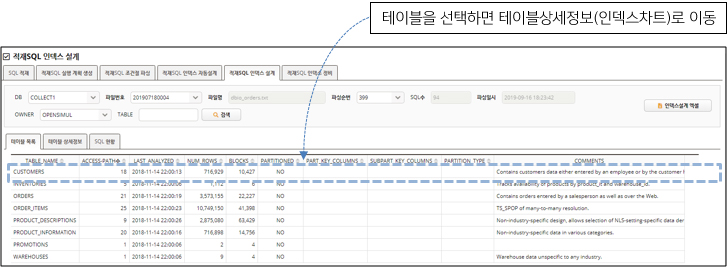 테이블을 선택하면 테이블상세정보(인덱스차트)로 이동
적재SQL 인덱스 설계
SQL 적재 적재SQL 실행 계획 생성 적재SQL 조건절 파싱 적재SQL 인덱스 자동설계 적재SQL 인덱스 설계 적재SQL 인덱스 정비
DB COLLECT1 파일번호 201907180004 파일명 dbio_orders.txt 파싱순번 399 SQL수 94 파싱일시 2019-08-16 18:23:42
OWNER OPENSIMUL TABLE 검색 인덱스설계 엑셀
테이블 목록 테이블 상세정보 SQL 현황
TABLE_NAME ACCESS-PATH LAST_ANALYZED NUM_ROWS BLOCKS PARTITIONED PART_KEY_COLUMNS SUBPART_KEY_COLUMNS PARTITION_TYPE COMMENTS
CUSTOMERS 18 2018-11-14 22:00:13 716,929 10,427 NO Contains customers data either entered by an employee or by the customer
INVENTORIES 2018-11-14 22:00:06 1,112 6 NO Tracks availability of products by product_id and warehouse_id.
ORDERS 21 2018-11-14 22:00:19 3,573,155 22,227 NO Contains orders entered by a salesperson as well as over the Web.
ORDER_ITEMS 25 2018-11-14 22:00:23 10,749,150 41,398 NO TS_SPOP of many-to-many resolution.
PRODUCT_DESCRIPTIONS 9 2018-11-14 22:00:26 2,875,080 63,429 NO Non-industry-specific design, allows selection of NLS-setting-specific data
PRODUCT_INFORMATION 20 2018-11-14 22:00:16 716,898 14,756 NO Non-industry-specific data in various categories.
PROMOTIONS 1 2018-11-14 22:00:06 2 4 NO
WAREHOUSES 1 2018-11-14 22:00:06 9 4 NO Warehouse data unspecific to any industry.